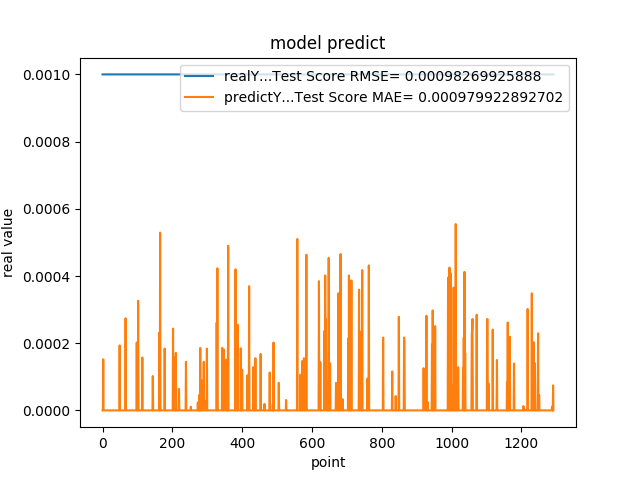 model predict
realY...Test Score RMSE= 0.00098269925888
predictY...Test Score MAE= 0.000979922892702
real value
0.0010
0.0008
0.0006
0.0004
0.0002
0.0000
0 200 400 600 800 1000 1200
point